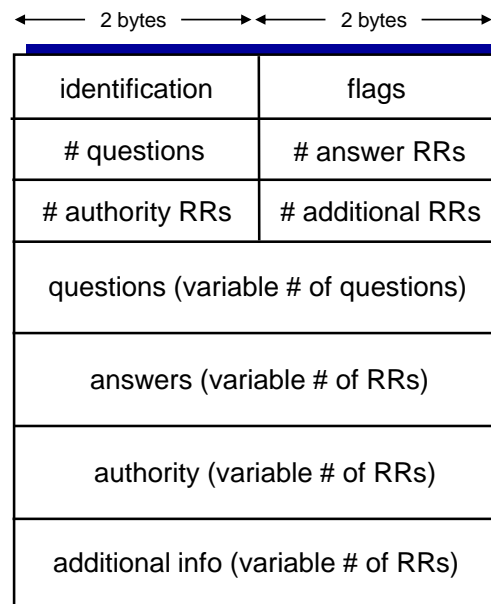 2 bytes 2 bytes
identification flags
# questions # answer RRs
# authority RRs # additional RRs
questions (variable # of questions)
answers (variable # of RRs)
authority (variable # of RRs)
additional info (variable # of RRs)